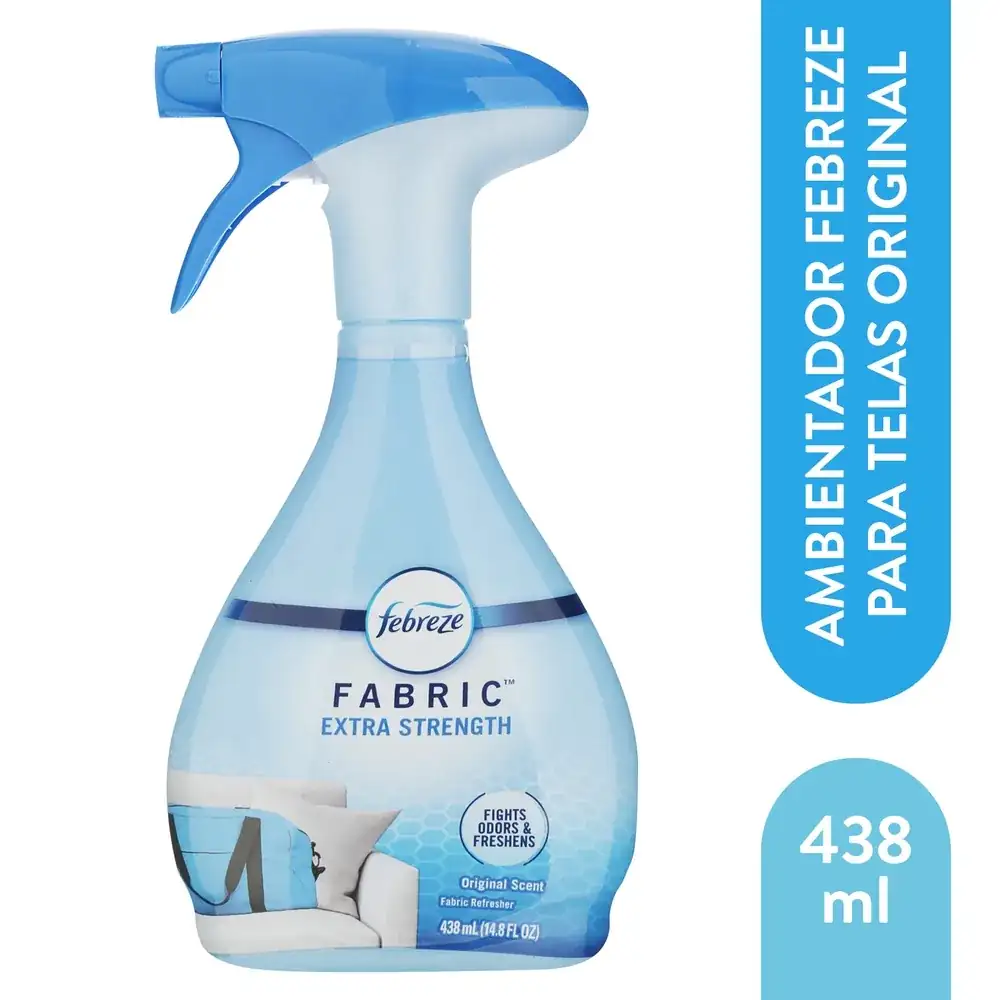 febreze
FABRIC™
EXTRA STRENGTH
FIGHTS
ODORS &
FRESHENS
Original Scent
Fabric Refresher
438 mL (14.8 FL OZ)
AMBIENTADOR FEBREZE
PARA TELAS ORIGINAL
438
ml